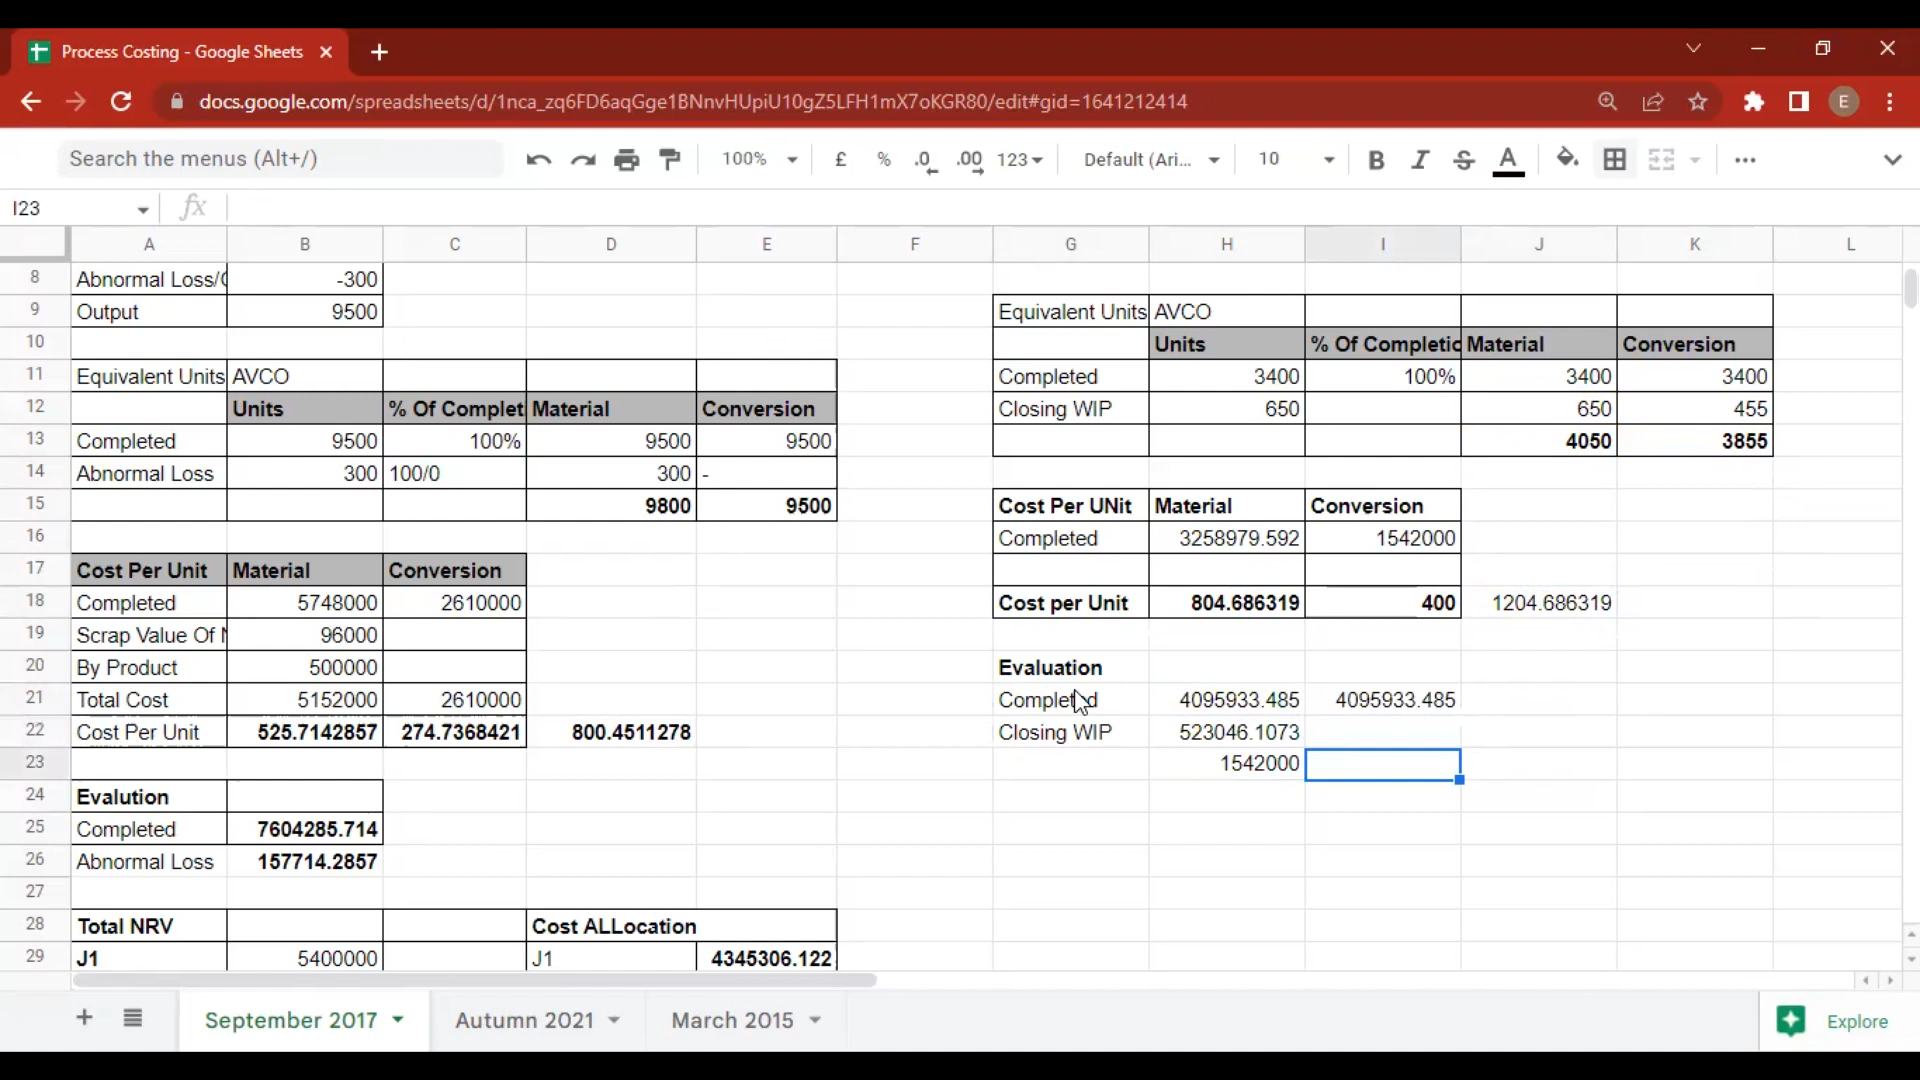 Process Costing - Google Sheets
docs.google.com/spreadsheets/d/1nca_zq6FD6aqGge1BNnvHUpiU10gZ5LFH1mX7oKGR80/edit#gid=1641212414
E
Search the menus (Alt+/)
100%
£
%
.0
.00
123
Default (Ari...
10
B
I
S
A
I23
fx
A B C D E F G H I J K L
8 Abnormal Loss/ -300
9 Output 9500 Equivalent Units AVCO
10 Units % Of Completic Material Conversion
11 Equivalent Units AVCO Completed 3400 100% 3400 3400
12 Units % Of Complet Material Conversion Closing WIP 650 650 455
13 Completed 9500 100% 9500 9500 4050 3855
14 Abnormal Loss 300 100/0 300 -
15 9800 9500 Cost Per UNit Material Conversion
16 Completed 3258979.592 1542000
17 Cost Per Unit Material Conversion
18 Completed 5748000 2610000 Cost per Unit 804.686319 400 1204.686319
19 Scrap Value Of 96000
20 By Product 500000 Evaluation
21 Total Cost 5152000 2610000 Completed 4095933.485 4095933.485
22 Cost Per Unit 525.7142857 274.7368421 800.4511278 Closing WIP 523046.1073
23 1542000
24 Evalution
25 Completed 7604285.714
26 Abnormal Loss 157714.2857
27
28 Total NRV Cost ALLocation
29 J1 5400000 J1 4345306.122
September 2017
Autumn 2021
March 2015
Explore